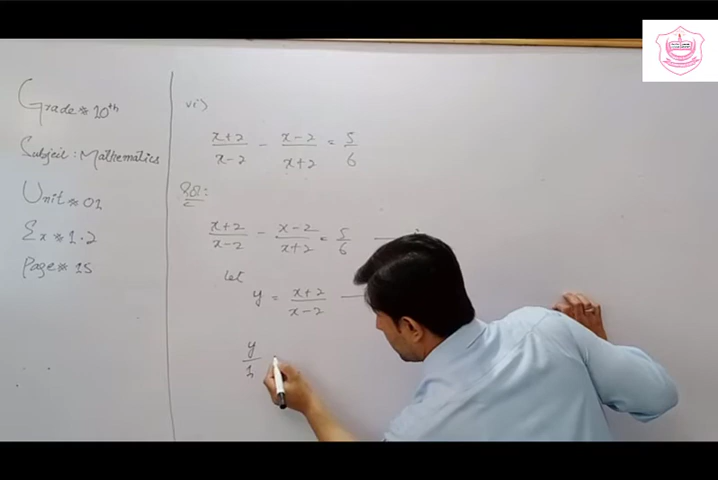 Grade # 10th
Subject: Mathematics
Unit # 01
Ex # 1.2
Page # 15
vi)
x+2/x-2 - x-2/x+2 = 5/6
Sol:
x+2/x-2 - x-2/x+2 = 5/6 —
let
y = x+2/x-2 —
y/1